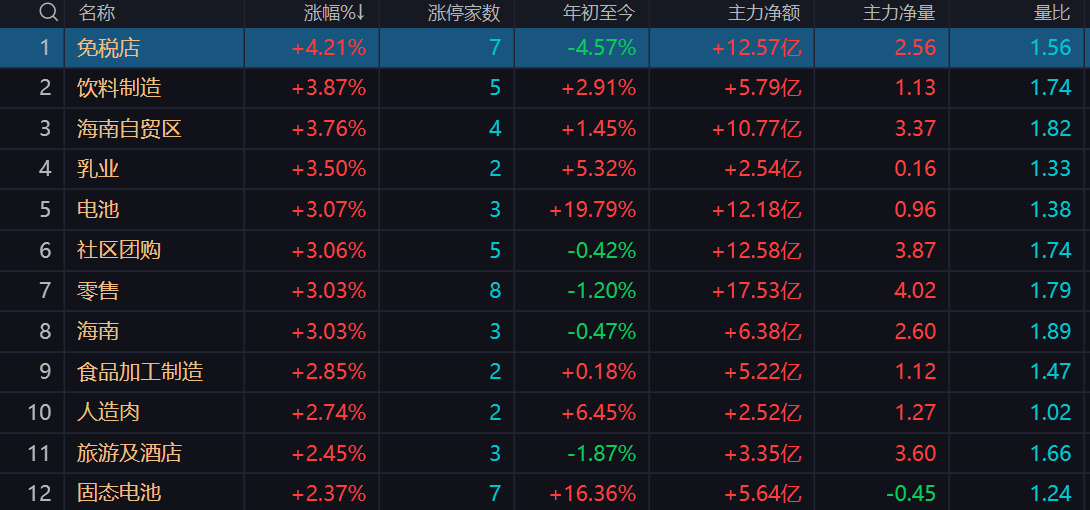 名称 涨幅%↓ 涨停家数 年初至今 主力净额 主力净量 量比
1 免税店 +4.21% 7 -4.57% +12.57亿 2.56 1.56
2 饮料制造 +3.87% 5 +2.91% +5.79亿 1.13 1.74
3 海南自贸区 +3.76% 4 +1.45% +10.77亿 3.37 1.82
4 乳业 +3.50% 2 +5.32% +2.54亿 0.16 1.33
5 电池 +3.07% 3 +19.79% +12.18亿 0.96 1.38
6 社区团购 +3.06% 5 -0.42% +12.58亿 3.87 1.74
7 零售 +3.03% 8 -1.20% +17.53亿 4.02 1.79
8 海南 +3.03% 3 -0.47% +6.38亿 2.60 1.89
9 食品加工制造 +2.85% 2 +0.18% +5.22亿 1.12 1.47
10 人造肉 +2.74% 2 +6.45% +2.52亿 1.27 1.02
11 旅游及酒店 +2.45% 3 -1.87% +3.35亿 3.60 1.66
12 固态电池 +2.37% 7 +16.36% +5.64亿 -0.45 1.24